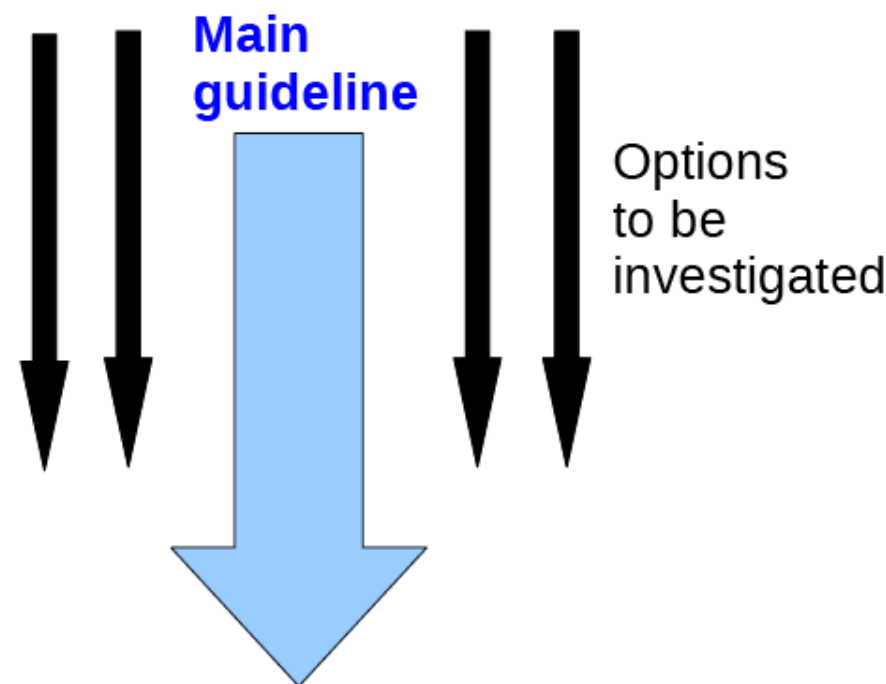 Main
guideline
Options
to be
investigated